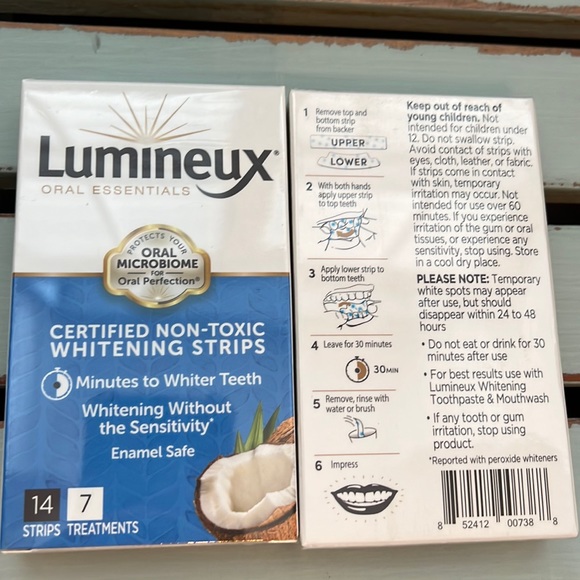 Lumineux®
ORAL ESSENTIALS
PROTECTS YOUR
ORAL
MICROBIOME
FOR
Oral Perfection®
CERTIFIED NON-TOXIC
WHITENING STRIPS
Minutes to Whiter Teeth
Whitening Without
the Sensitivity*
Enamel Safe
14
STRIPS
7
TREATMENTS
1 Remove top and
bottom strip
from backer
UPPER
LOWER
2 With both hands
apply upper strip
to top teeth
3 Apply lower strip to
bottom teeth
4 Leave for 30 minutes
30MIN
5 Remove, rinse with
water or brush
6 Impress
Keep out of reach of
young children. Not
intended for children under
12. Do not swallow strip.
Avoid contact of strips with
eyes, cloth, leather, or fabric.
If strips come in contact
with skin, temporary
irritation may occur. Not
intended for use over 60
minutes. If you experience
irritation of the gum or oral
tissues, or experience any
sensitivity, stop using. Store
in a cool dry place.
PLEASE NOTE: Temporary
white spots may appear
after use, but should
disappear within 24 to 48
hours
• Do not eat or drink for 30
minutes after use
• For best results use with
Lumineux Whitening
Toothpaste & Mouthwash
• If any tooth or gum
irritation, stop using
product.
*Reported with peroxide whiteners
8 52412 00738 8